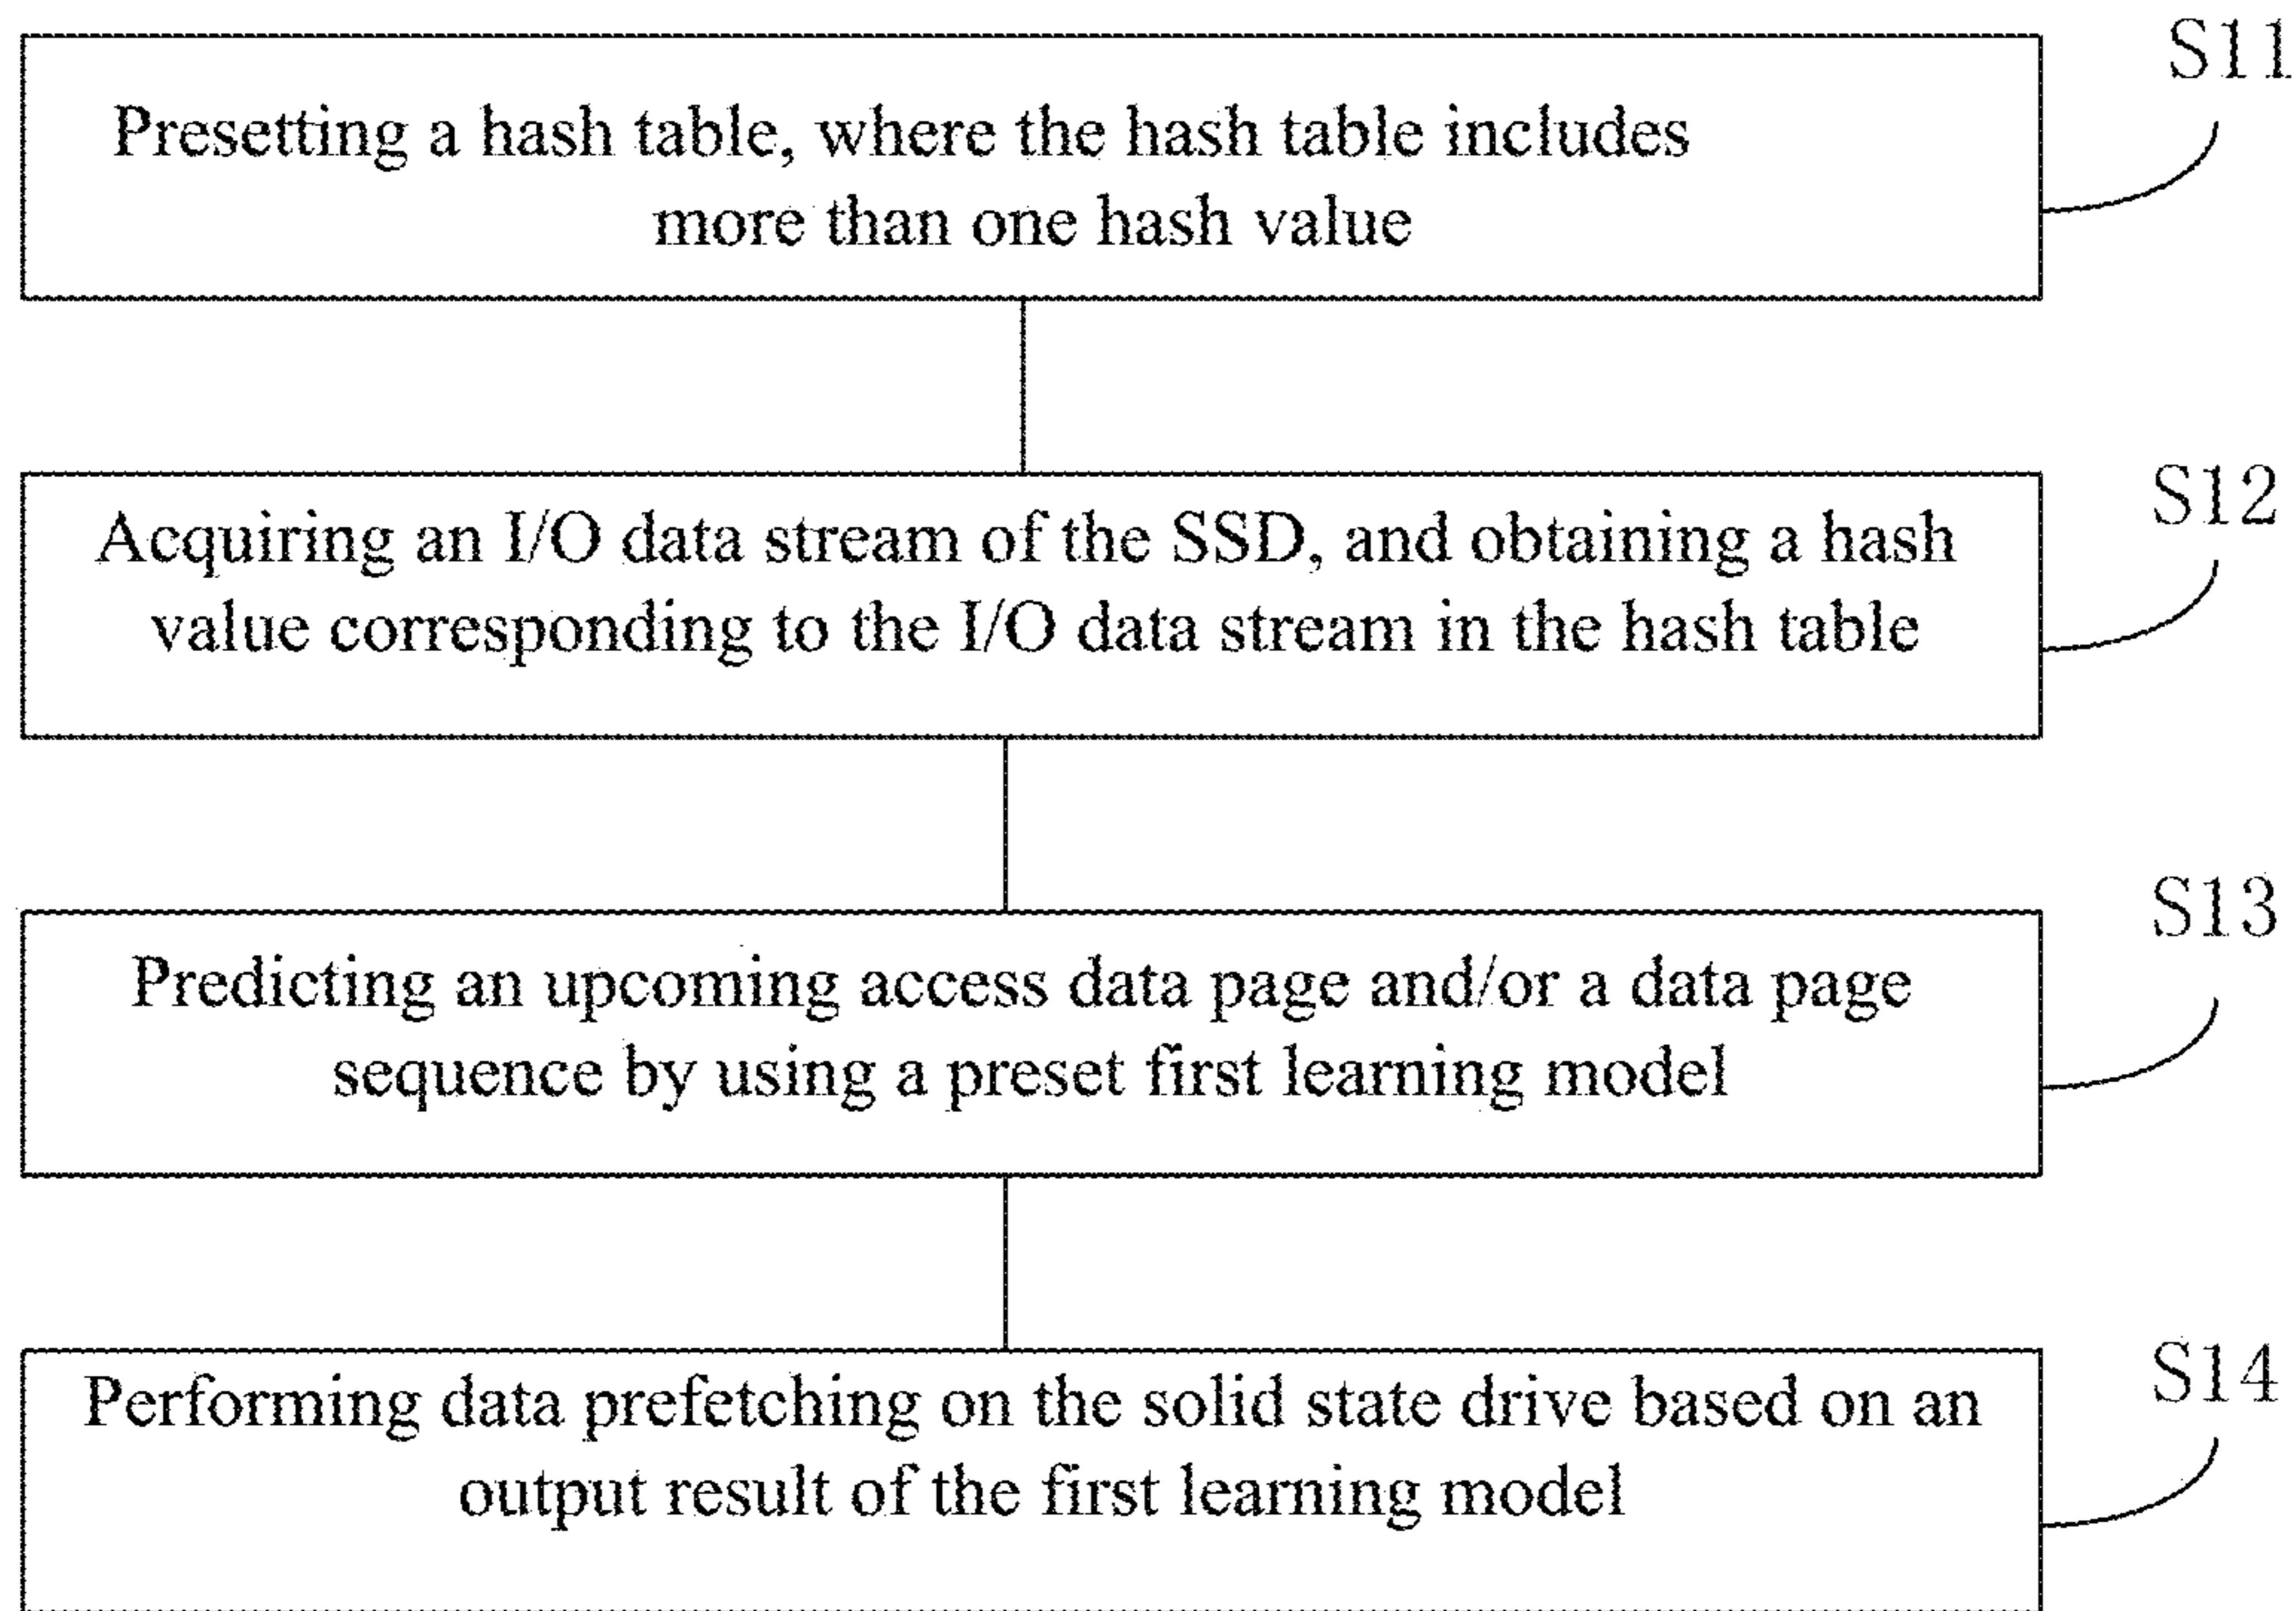 S11
Presetting a hash table, where the hash table includes
more than one hash value
S12
Acquiring an I/O data stream of the SSD, and obtaining a hash
value corresponding to the I/O data stream in the hash table
S13
Predicting an upcoming access data page and/or a data page
sequence by using a preset first learning model
S14
Performing data prefetching on the solid state drive based on an
output result of the first learning model